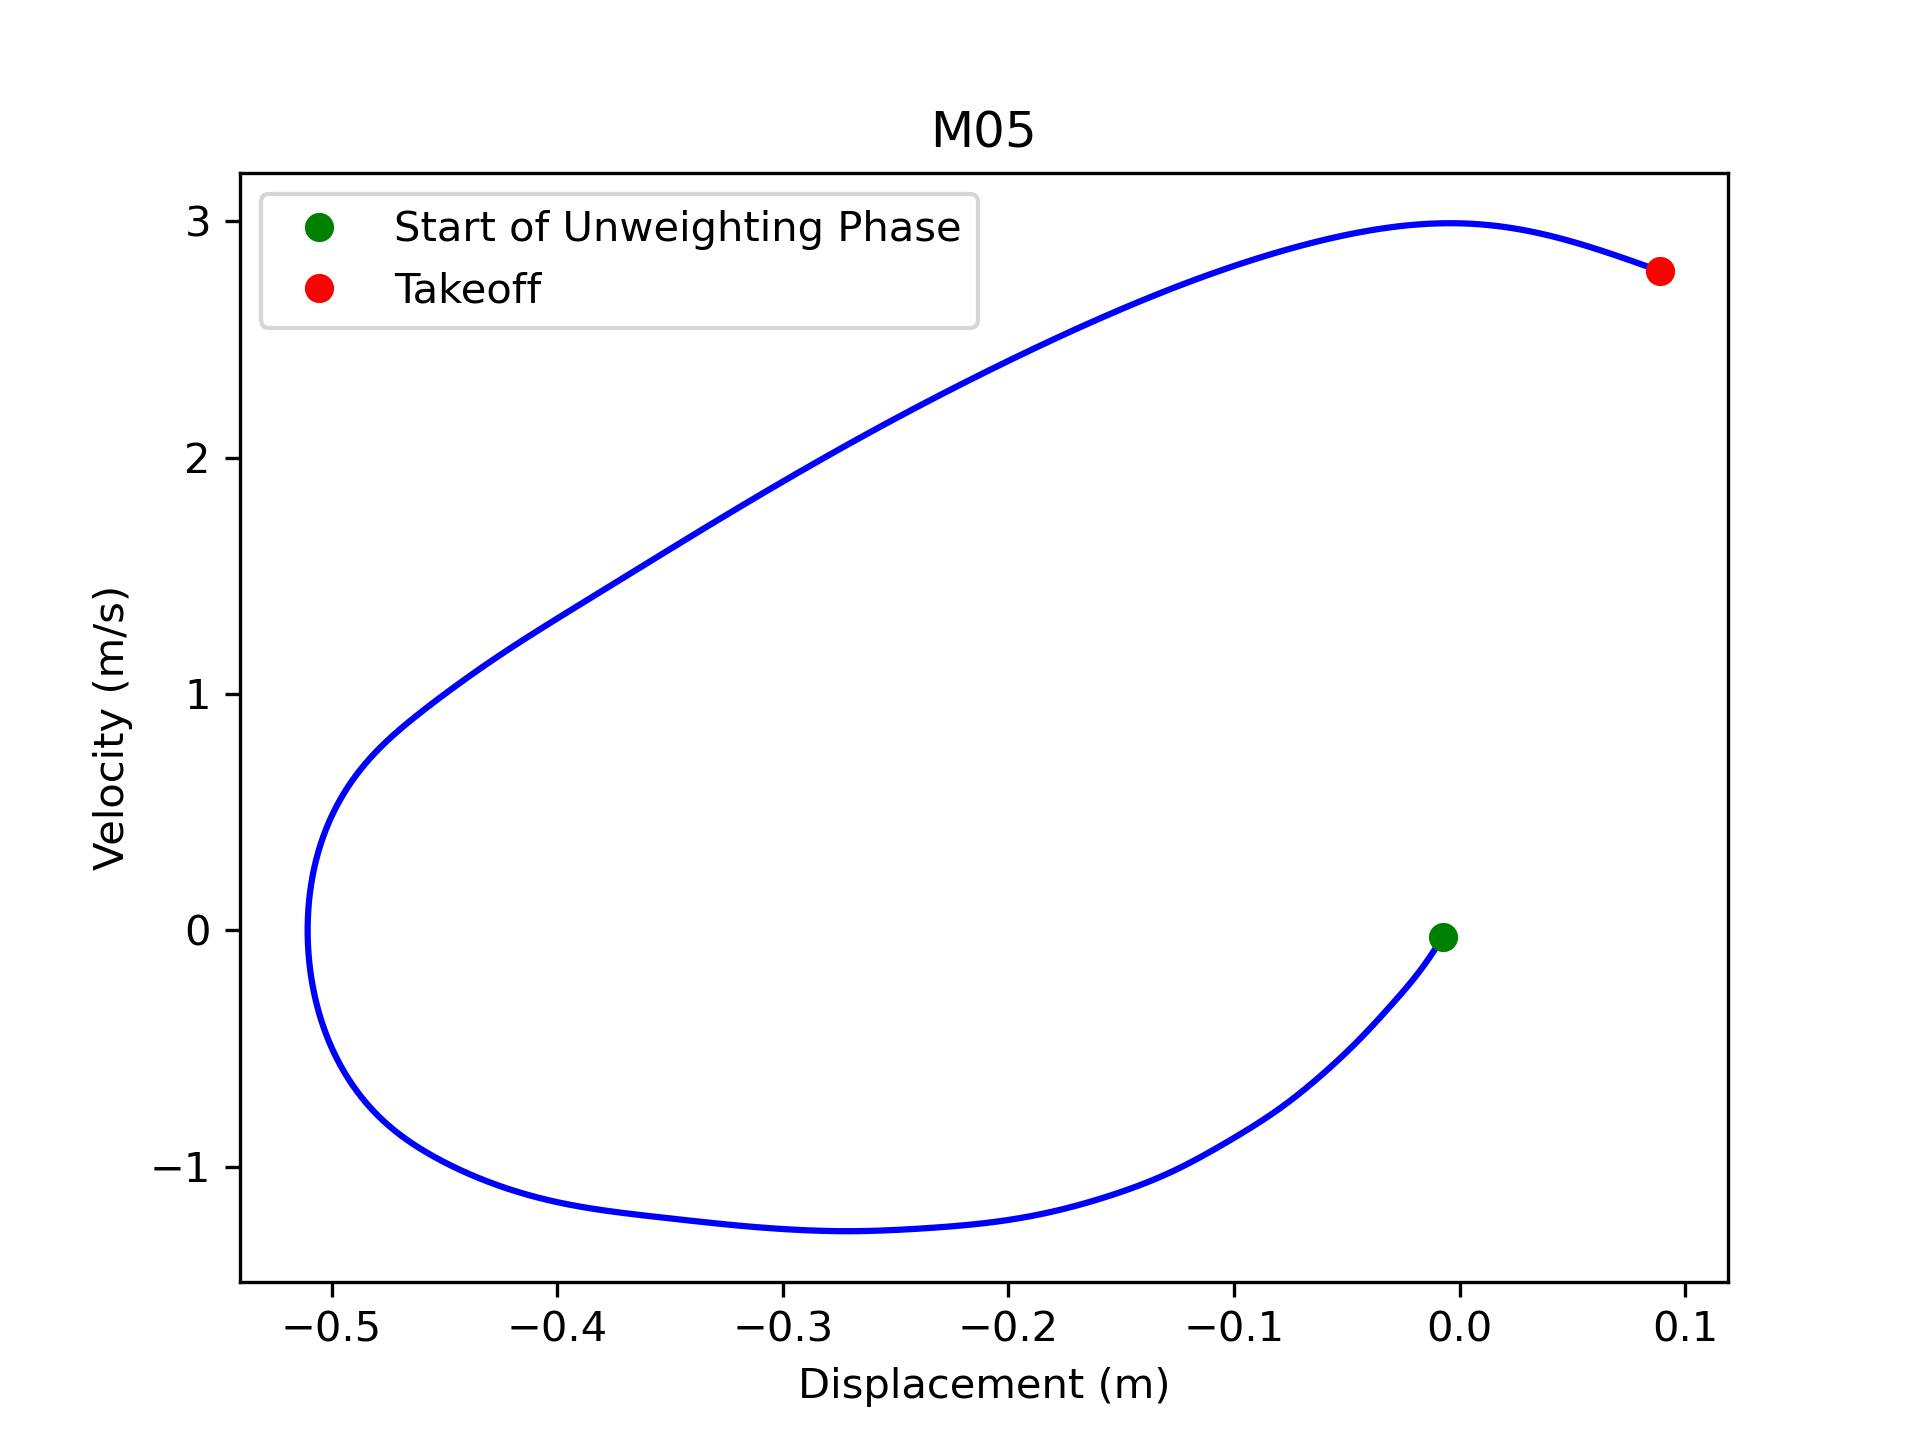 M05
Start of Unweighting Phase
Takeoff
3
2
1
0
−1
Velocity (m/s)
−0.5 −0.4 −0.3 −0.2 −0.1 0.0 0.1
Displacement (m)